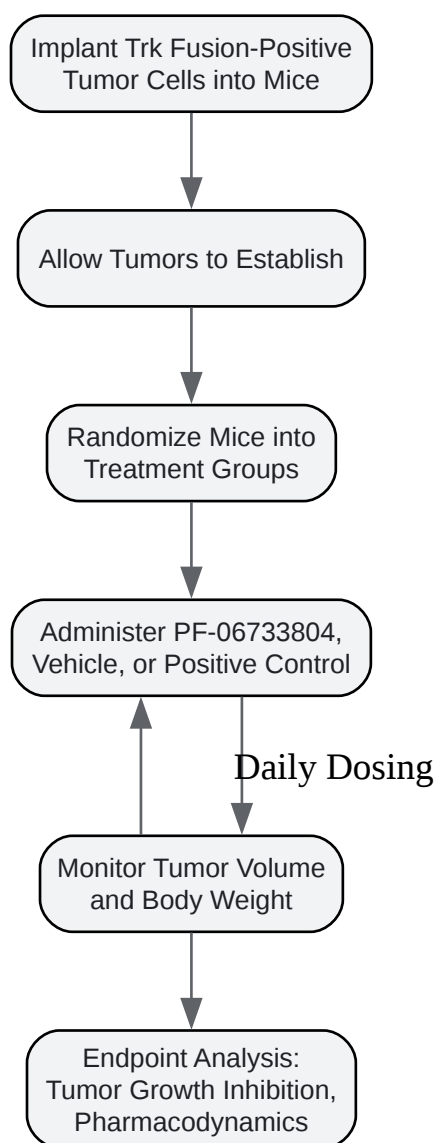 Implant Trk Fusion-Positive
Tumor Cells into Mice
Allow Tumors to Establish
Randomize Mice into
Treatment Groups
Administer PF-06733804,
Vehicle, or Positive Control
Daily Dosing
Monitor Tumor Volume
and Body Weight
Endpoint Analysis:
Tumor Growth Inhibition,
Pharmacodynamics